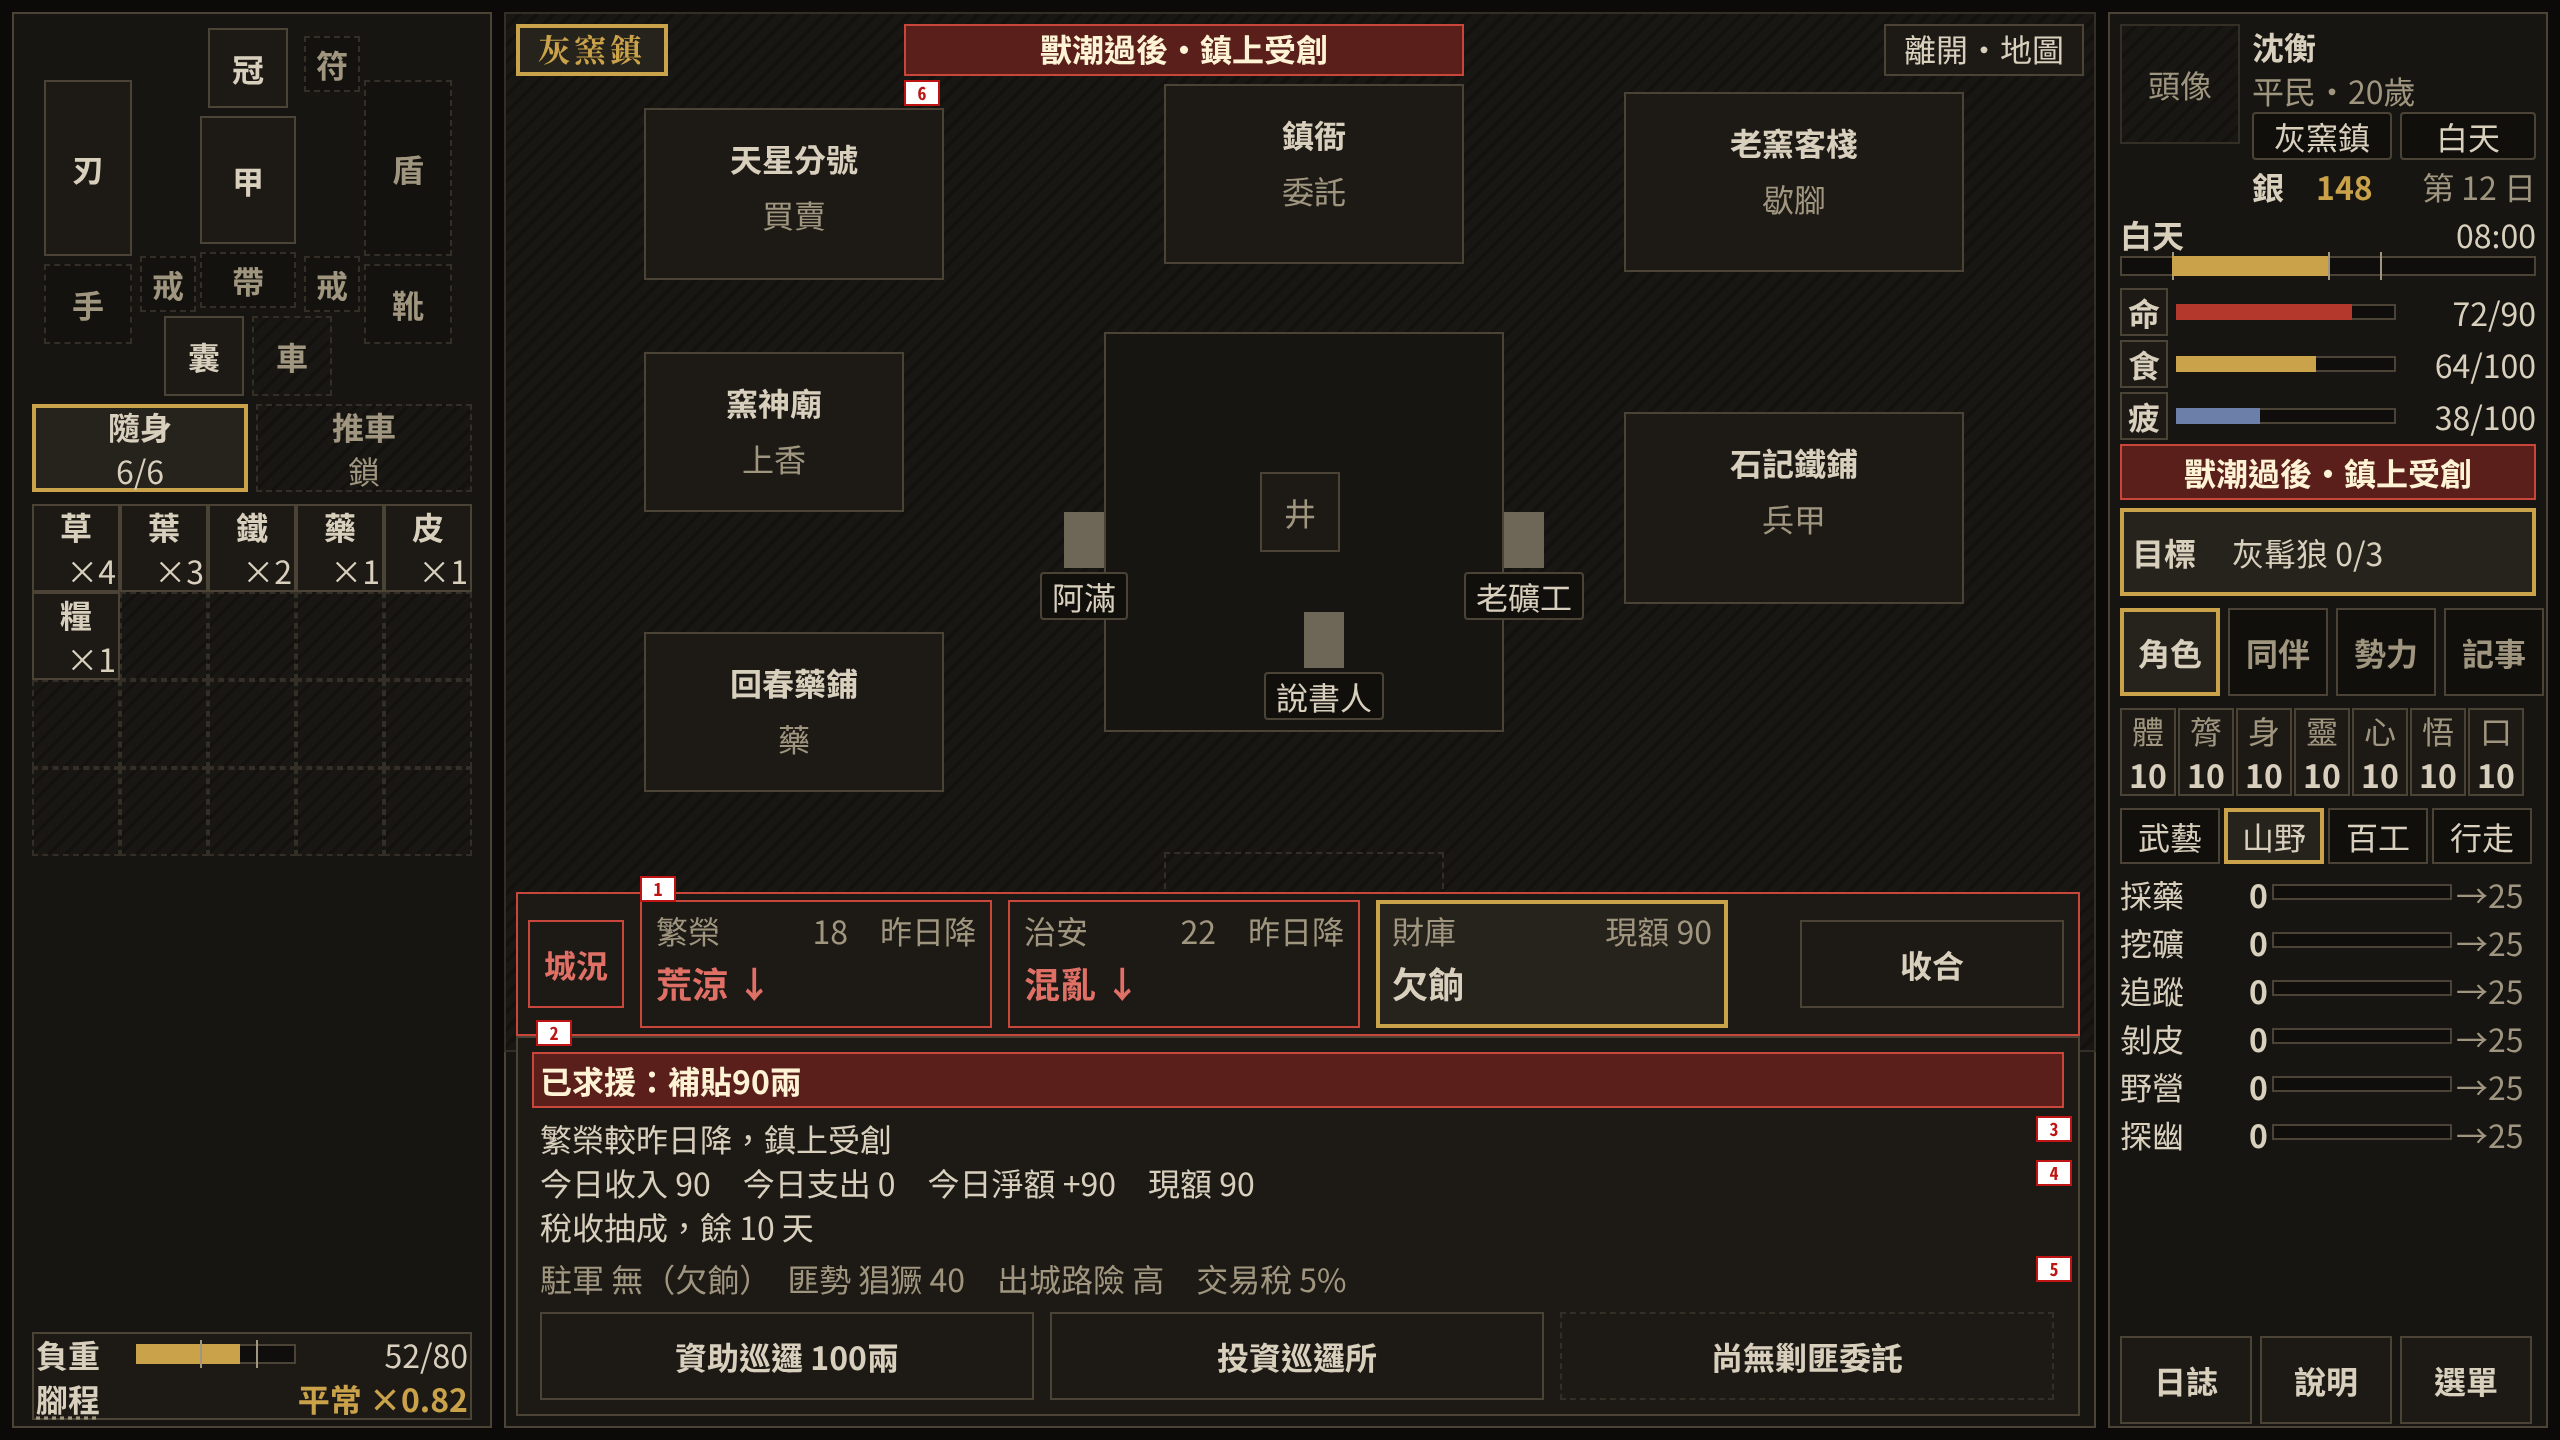 冠
符
刃
甲
盾
手
戒
帶
戒
靴
囊
車
隨身
6/6
推車
鎖
草
×4
葉
×3
鐵
×2
藥
×1
皮
×1
糧
×1
負重
52/80
腳程
平常 ×0.82
灰窯鎮
獸潮過後・鎮上受創
離開・地圖
6
天星分號
買賣
鎮衙
委託
老窯客棧
歇腳
窯神廟
上香
井
石記鐵鋪
兵甲
阿滿
老礦工
說書人
回春藥鋪
藥
1
城況
繁榮 18 昨日降
荒涼 ↓
治安 22 昨日降
混亂 ↓
財庫 現額 90
欠餉
收合
2
已求援：補貼90兩
繁榮較昨日降，鎮上受創
3
今日收入 90 今日支出 0 今日淨額 +90 現額 90
4
稅收抽成，餘 10 天
駐軍 無（欠餉） 匪勢 猖獗 40 出城路險 高 交易稅 5%
5
資助巡邏 100兩
投資巡邏所
尚無剿匪委託
頭像
沈衡
平民・20歲
灰窯鎮
白天
銀 148 第 12 日
白天 08:00
命 72/90
食 64/100
疲 38/100
獸潮過後・鎮上受創
目標 灰髯狼 0/3
角色
同伴
勢力
記事
體 膂 身 靈 心 悟 口
10 10 10 10 10 10 10
武藝
山野
百工
行走
採藥 0 →25
挖礦 0 →25
追蹤 0 →25
剝皮 0 →25
野營 0 →25
探幽 0 →25
日誌
說明
選單